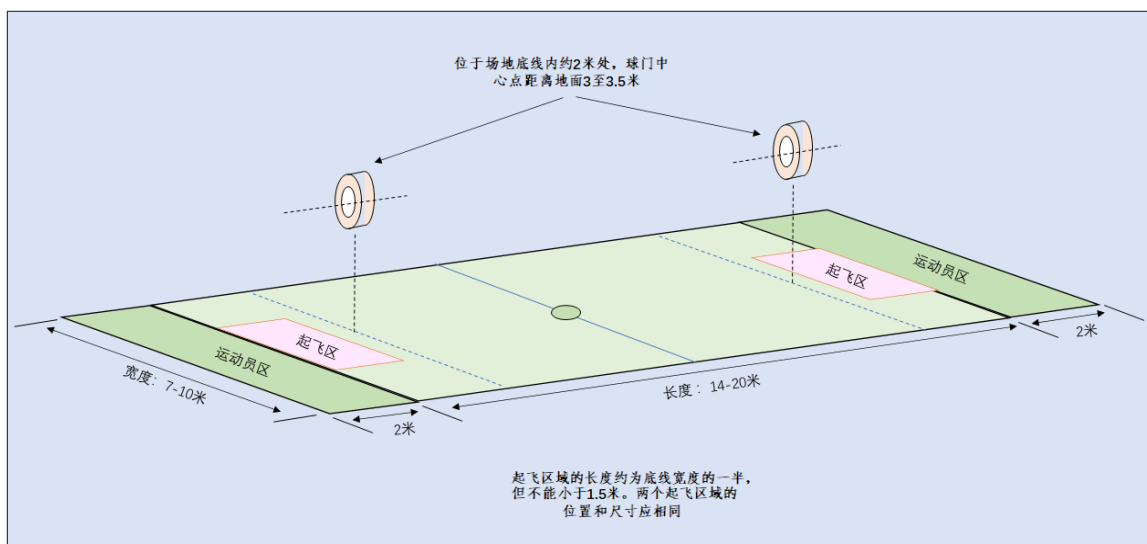 位于场地底线内约2米处，球门中
心点距离地面3至3.5米
运动员区
起飞区
起飞区
运动员区
2米
宽度：7-10米
长度：14-20米
2米
起飞区域的长度约为底线宽度的一半，
但不能小于1.5米。两个起飞区域的
位置和尺寸应相同